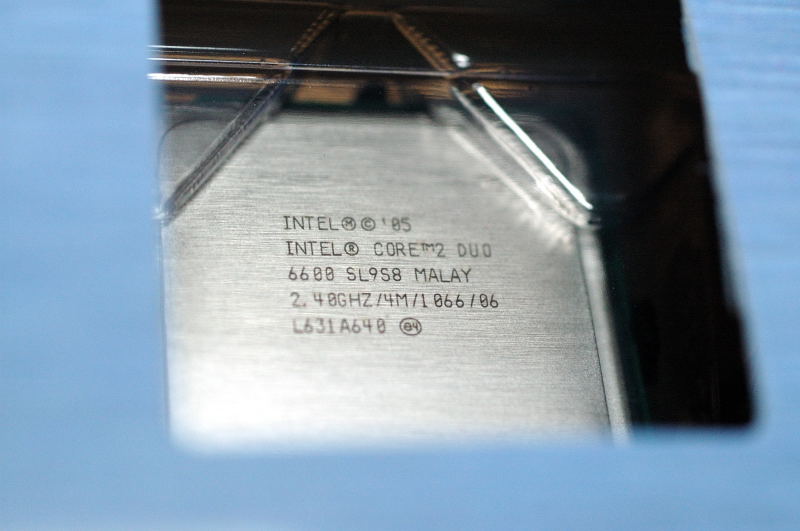 INTEL Ⓜ © '05
INTEL® CORE™2 DUO
6600 SL9S8 MALAY
2.40GHZ/4M/1066/06
L631A640 e4